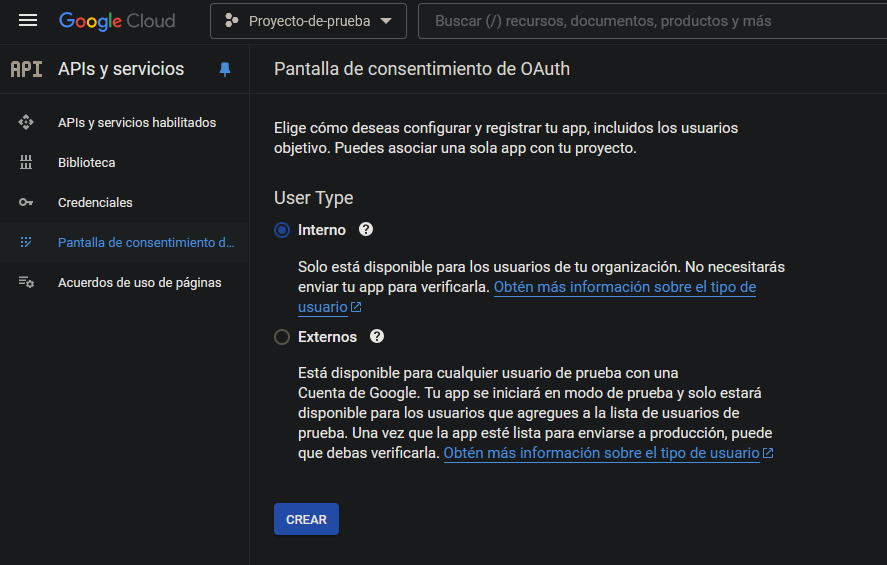 Google Cloud
Proyecto-de-prueba
Buscar (/) recursos, documentos, productos y más
API
APIs y servicios
Pantalla de consentimiento de OAuth
APIs y servicios habilitados
Biblioteca
Credenciales
Pantalla de consentimiento d...
Acuerdos de uso de páginas
Elige cómo deseas configurar y registrar tu app, incluidos los usuarios
objetivo. Puedes asociar una sola app con tu proyecto.
User Type
Interno
Solo está disponible para los usuarios de tu organización. No necesitarás
enviar tu app para verificarla. Obtén más información sobre el tipo de
usuario
Externos
Está disponible para cualquier usuario de prueba con una
Cuenta de Google. Tu app se iniciará en modo de prueba y solo estará
disponible para los usuarios que agregues a la lista de usuarios de
prueba. Una vez que la app esté lista para enviarse a producción, puede
que debas verificarla. Obtén más información sobre el tipo de usuario
CREAR